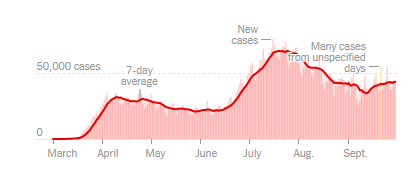 New
cases
Many cases
from unspecified
days
50,000 cases
7-day
average
0
March April May June July Aug. Sept.